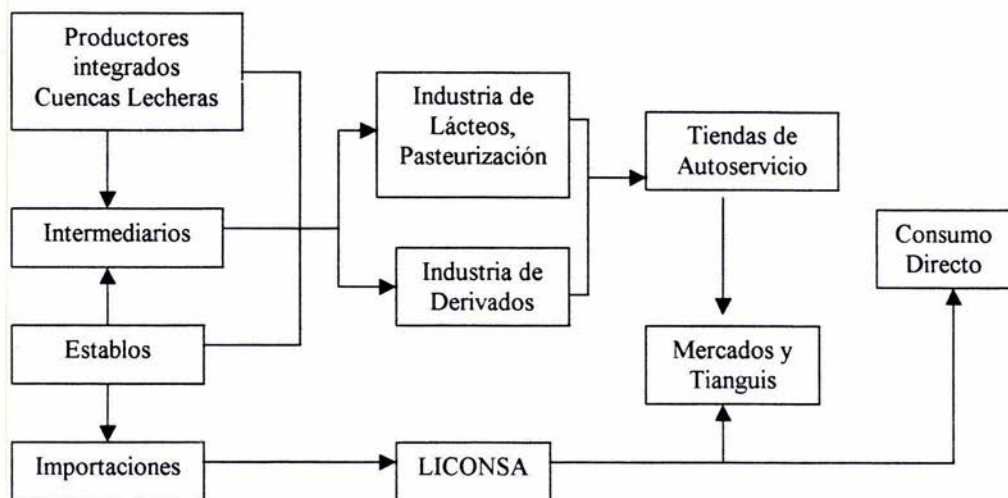 Productores
integrados
Cuencas Lecheras
Intermediarios
Establos
Importaciones
Industria de
Lácteos,
Pasteurización
Industria de
Derivados
LICONSA
Tiendas de
Autoservicio
Mercados y
Tianguis
Consumo
Directo